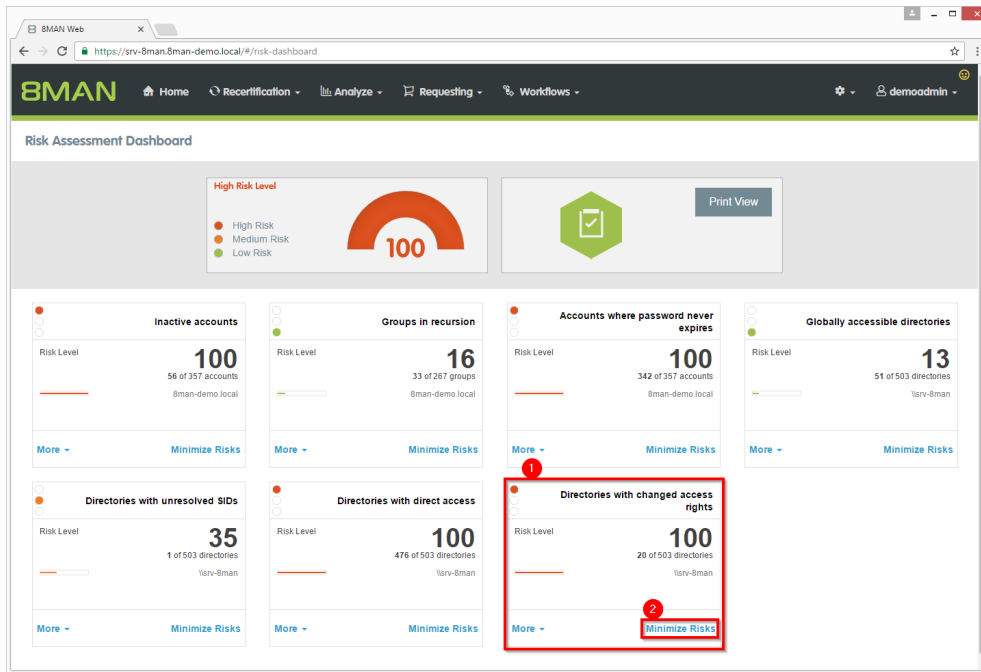 8MAN Web
https://srv-8man.8man-demo.local/#/risk-dashboard
8MAN Home Recertification Analyze Requesting Workflows demoadmin
Risk Assessment Dashboard
High Risk Level
High Risk
Medium Risk
Low Risk
100
Print View
Inactive accounts
Risk Level
100
56 of 357 accounts
8man-demo.local
More
Minimize Risks
Groups in recursion
Risk Level
16
33 of 267 groups
8man-demo.local
More
Minimize Risks
Accounts where password never
expires
Risk Level
100
342 of 357 accounts
8man-demo.local
More
Minimize Risks
Globally accessible directories
Risk Level
13
51 of 503 directories
\\srv-8man
More
Minimize Risks
Directories with unresolved SIDs
Risk Level
35
1 of 503 directories
\\srv-8man
More
Minimize Risks
Directories with direct access
Risk Level
100
476 of 503 directories
\\srv-8man
More
Minimize Risks
1
Directories with changed access
rights
Risk Level
100
20 of 503 directories
\\srv-8man
2
More
Minimize Risks